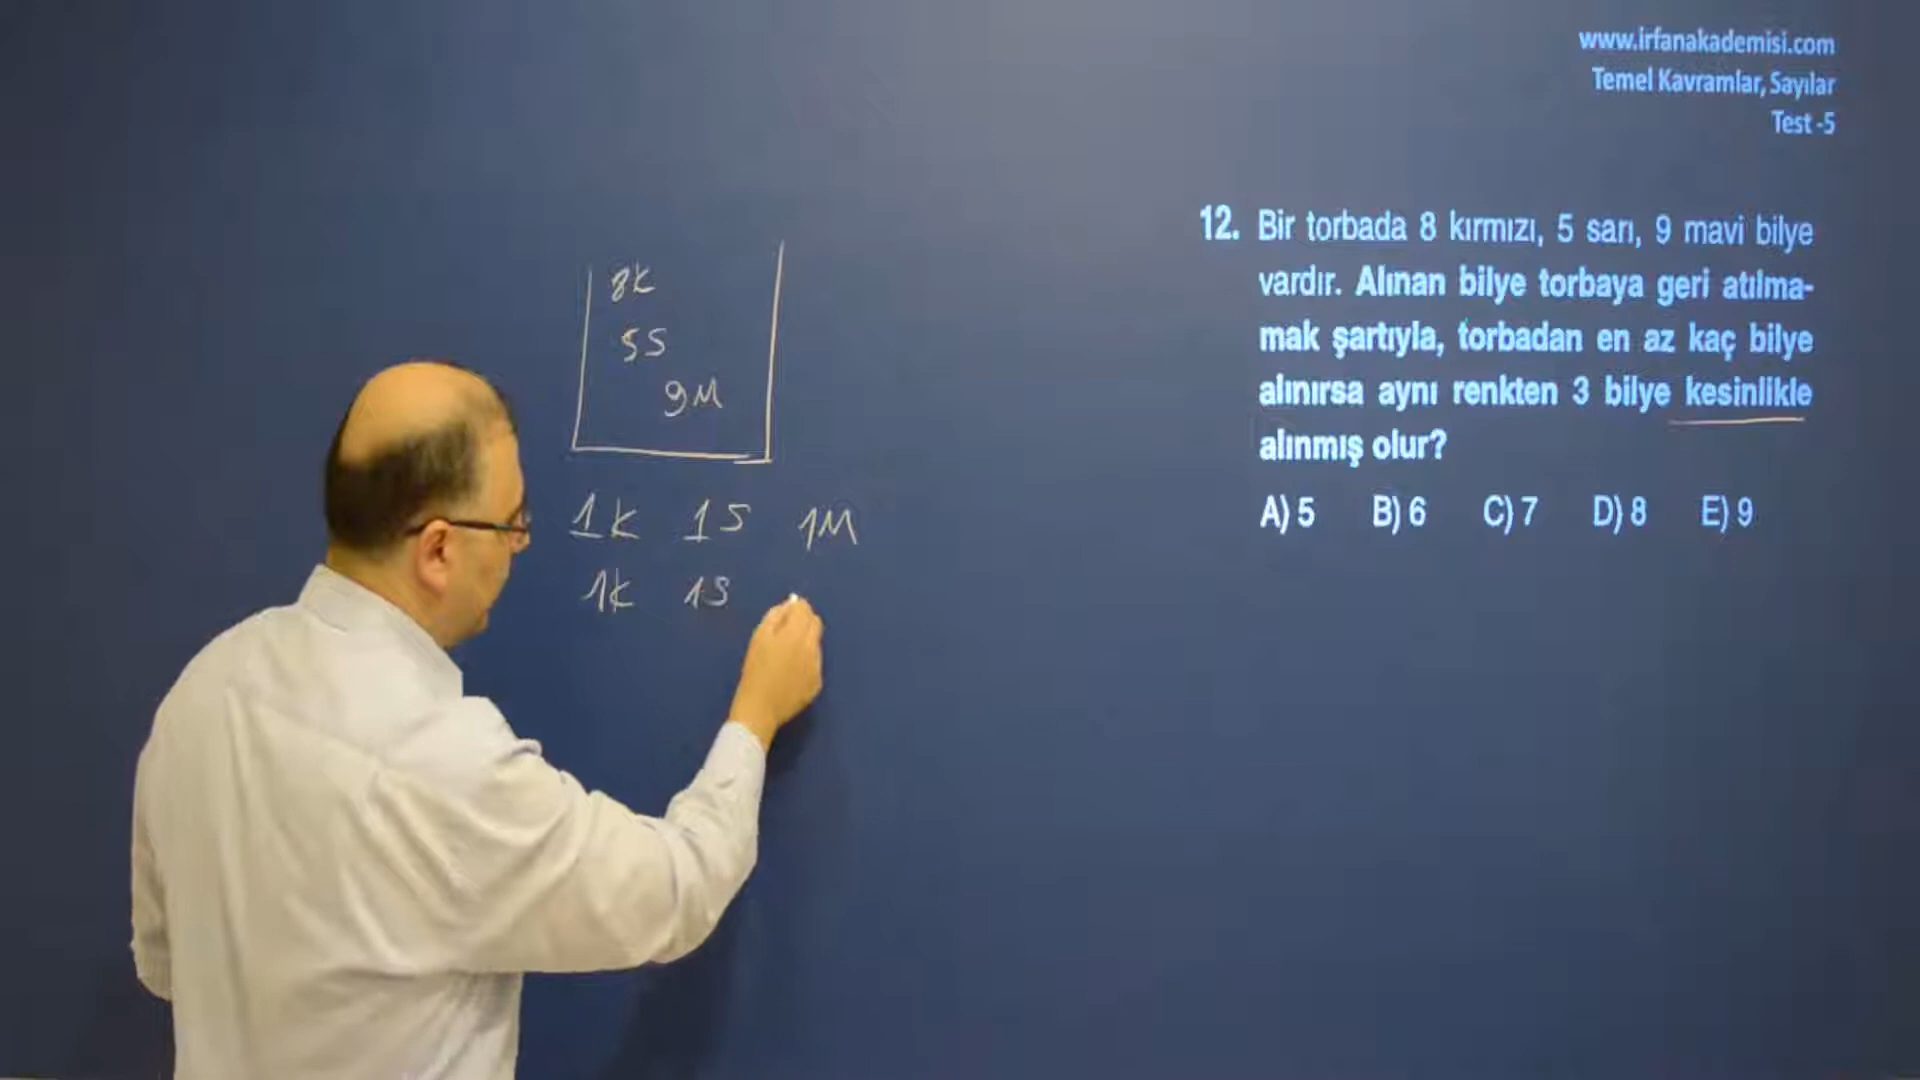 www.irfanakademisi.com
Temel Kavramlar, Sayılar
Test -5
8K
5S
9M
1K 1S 1M
1K 1S
12. Bir torbada 8 kırmızı, 5 sarı, 9 mavi bilye
vardır. Alınan bilye torbaya geri atılma-
mak şartıyla, torbadan en az kaç bilye
alınırsa aynı renkten 3 bilye kesinlikle
alınmış olur?
A) 5 B) 6 C) 7 D) 8 E) 9